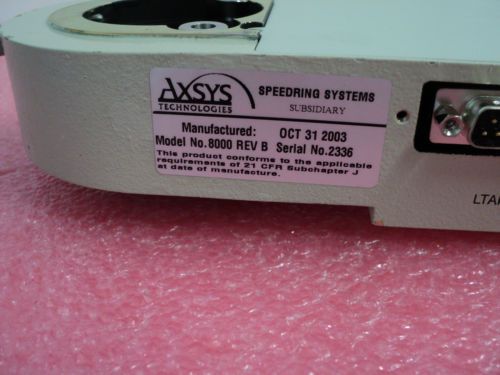 AXSYS
TECHNOLOGIES
SPEEDRING SYSTEMS
SUBSIDIARY
Manufactured: OCT 31 2003
Model No.8000 REV B Serial No.2336
This product conforms to the applicable
requirements of 21 CFR Subchapter J
at date of manufacture.